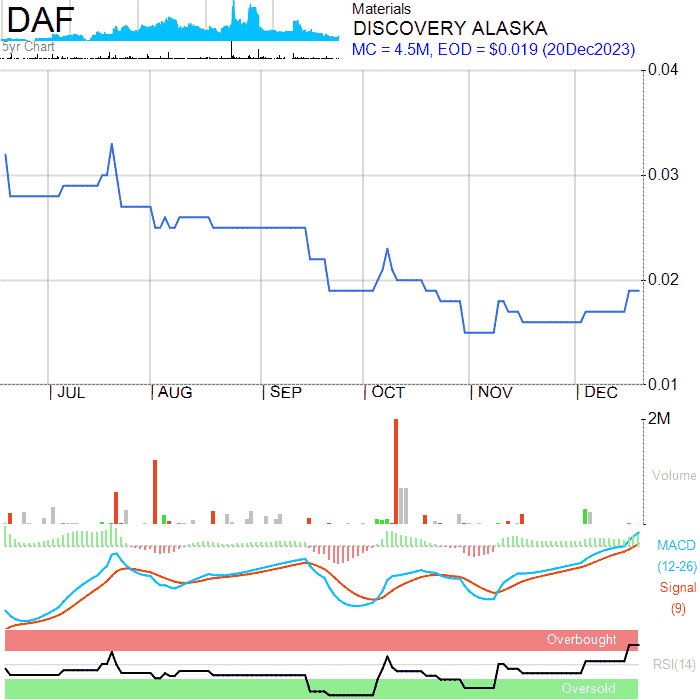 DAF
5yr Chart
Materials
DISCOVERY ALASKA
MC = 4.5M, EOD = $0.019 (20Dec2023)
0.04
0.03
0.02
0.01
JUL AUG SEP OCT NOV DEC
2M
Volume
MACD
(12-26)
Signal
(9)
Overbought
RSI(14)
Oversold